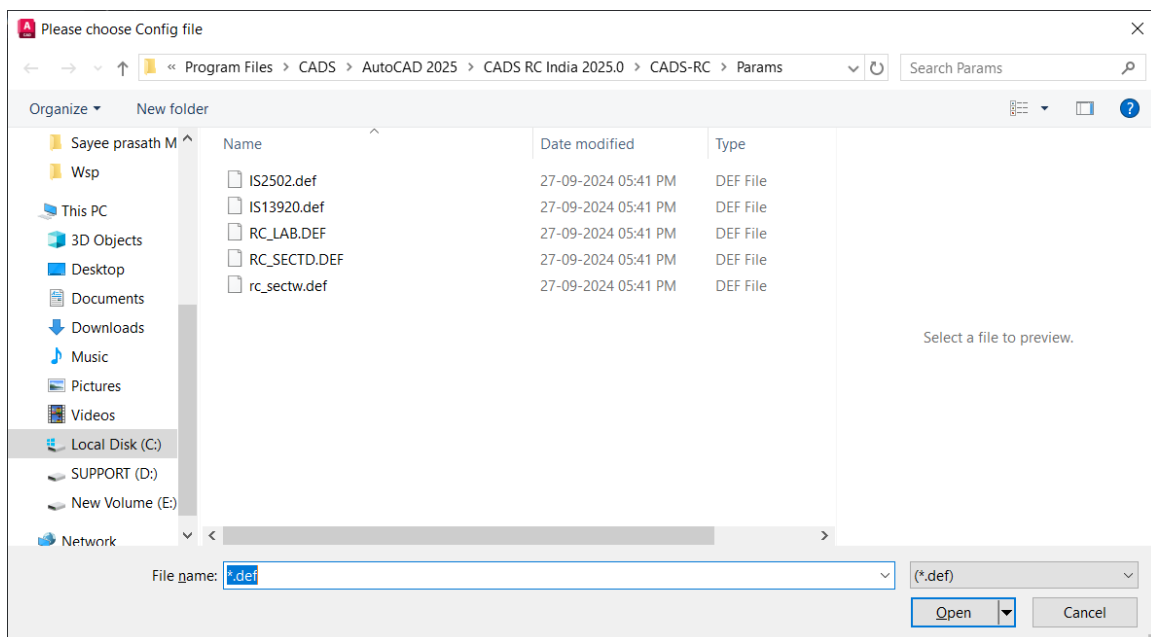 Please choose Config file
« Program Files > CADS > AutoCAD 2025 > CADS RC India 2025.0 > CADS-RC > Params
Search Params
Organize New folder
Name Date modified Type
Sayee prasath M
Wsp
This PC
3D Objects
Desktop
Documents
Downloads
Music
Pictures
Videos
Local Disk (C:)
SUPPORT (D:)
New Volume (E:)
Network
IS2502.def 27-09-2024 05:41 PM DEF File
IS13920.def 27-09-2024 05:41 PM DEF File
RC_LAB.DEF 27-09-2024 05:41 PM DEF File
RC_SECTD.DEF 27-09-2024 05:41 PM DEF File
rc_sectw.def 27-09-2024 05:41 PM DEF File
Select a file to preview.
File name: *.def (*.def)
Open Cancel